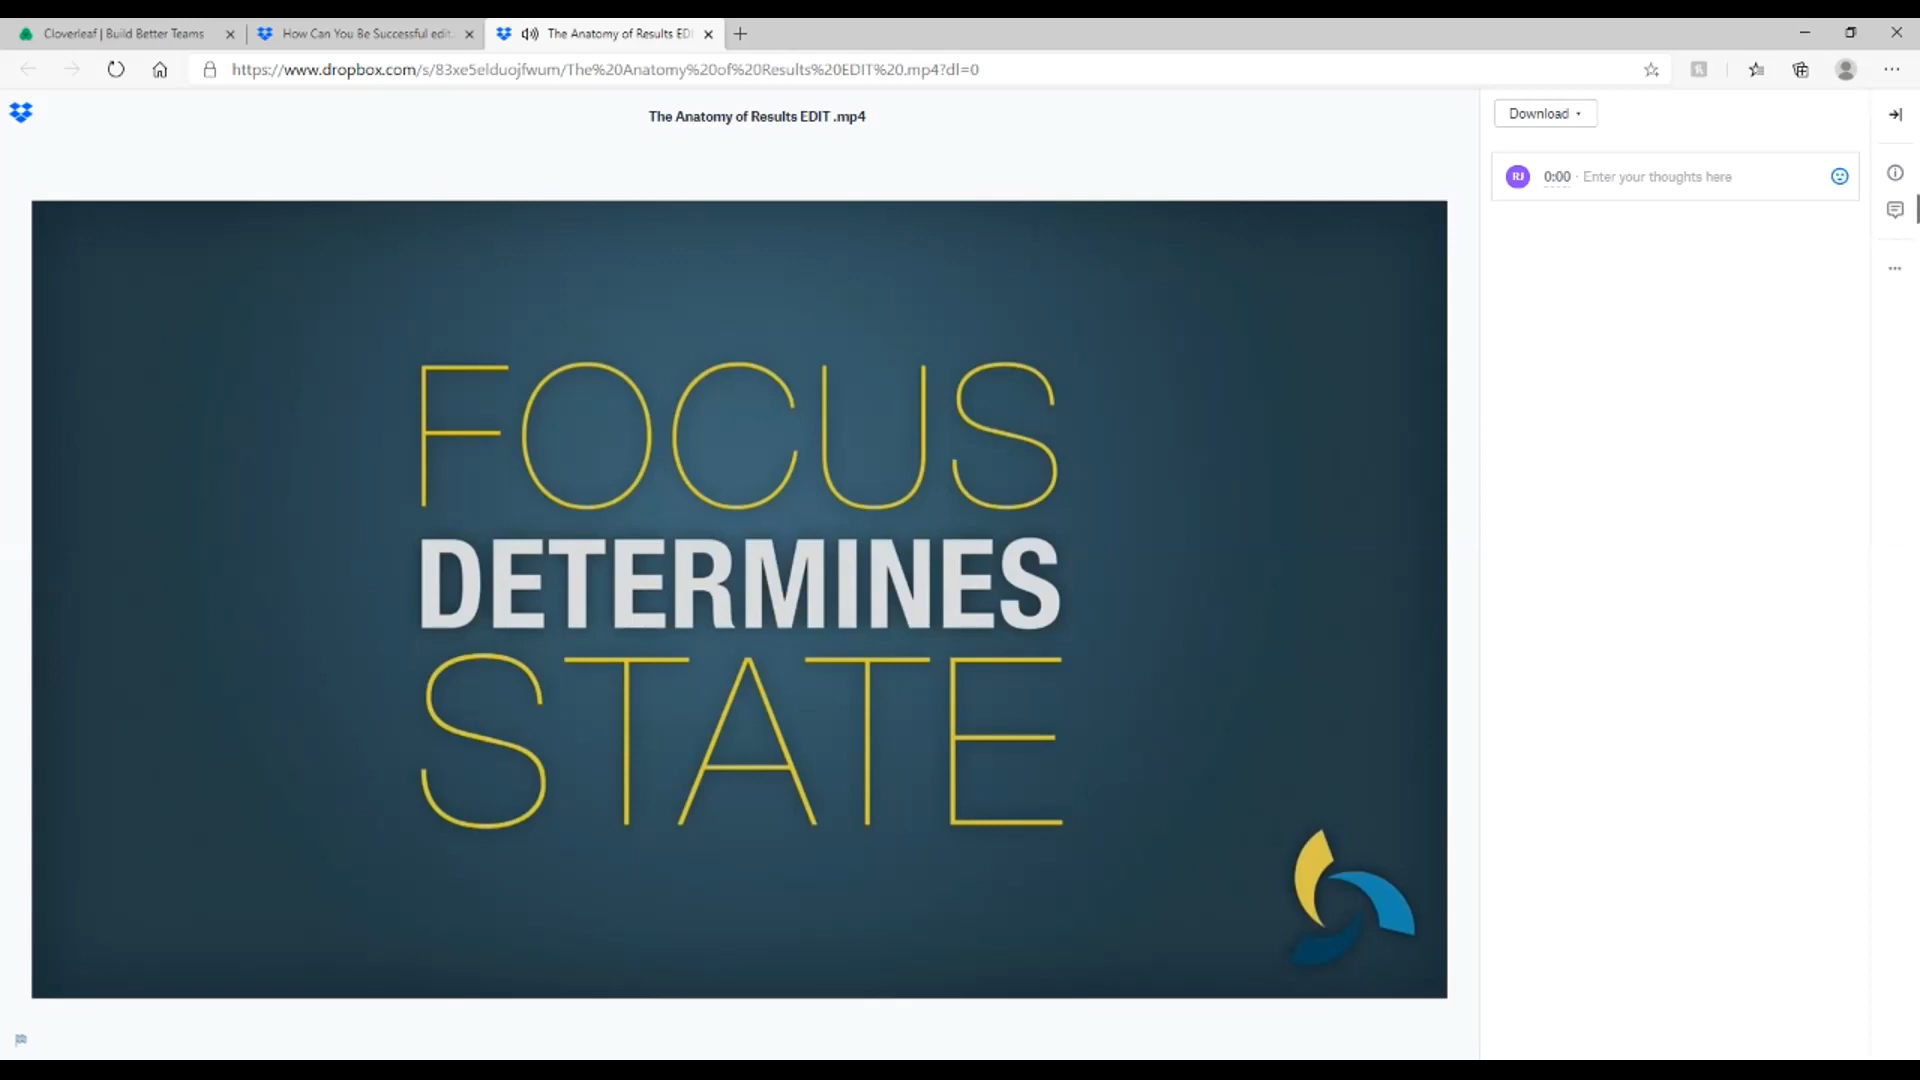 Cloverleaf | Build Better Teams
How Can You Be Successful edit
The Anatomy of Results EDI
https://www.dropbox.com/s/83xe5elduojfwum/The%20Anatomy%20of%20Results%20EDIT%20.mp4?dl=0
The Anatomy of Results EDIT .mp4
Download
RJ 0:00 · Enter your thoughts here
FOCUS
DETERMINES
STATE